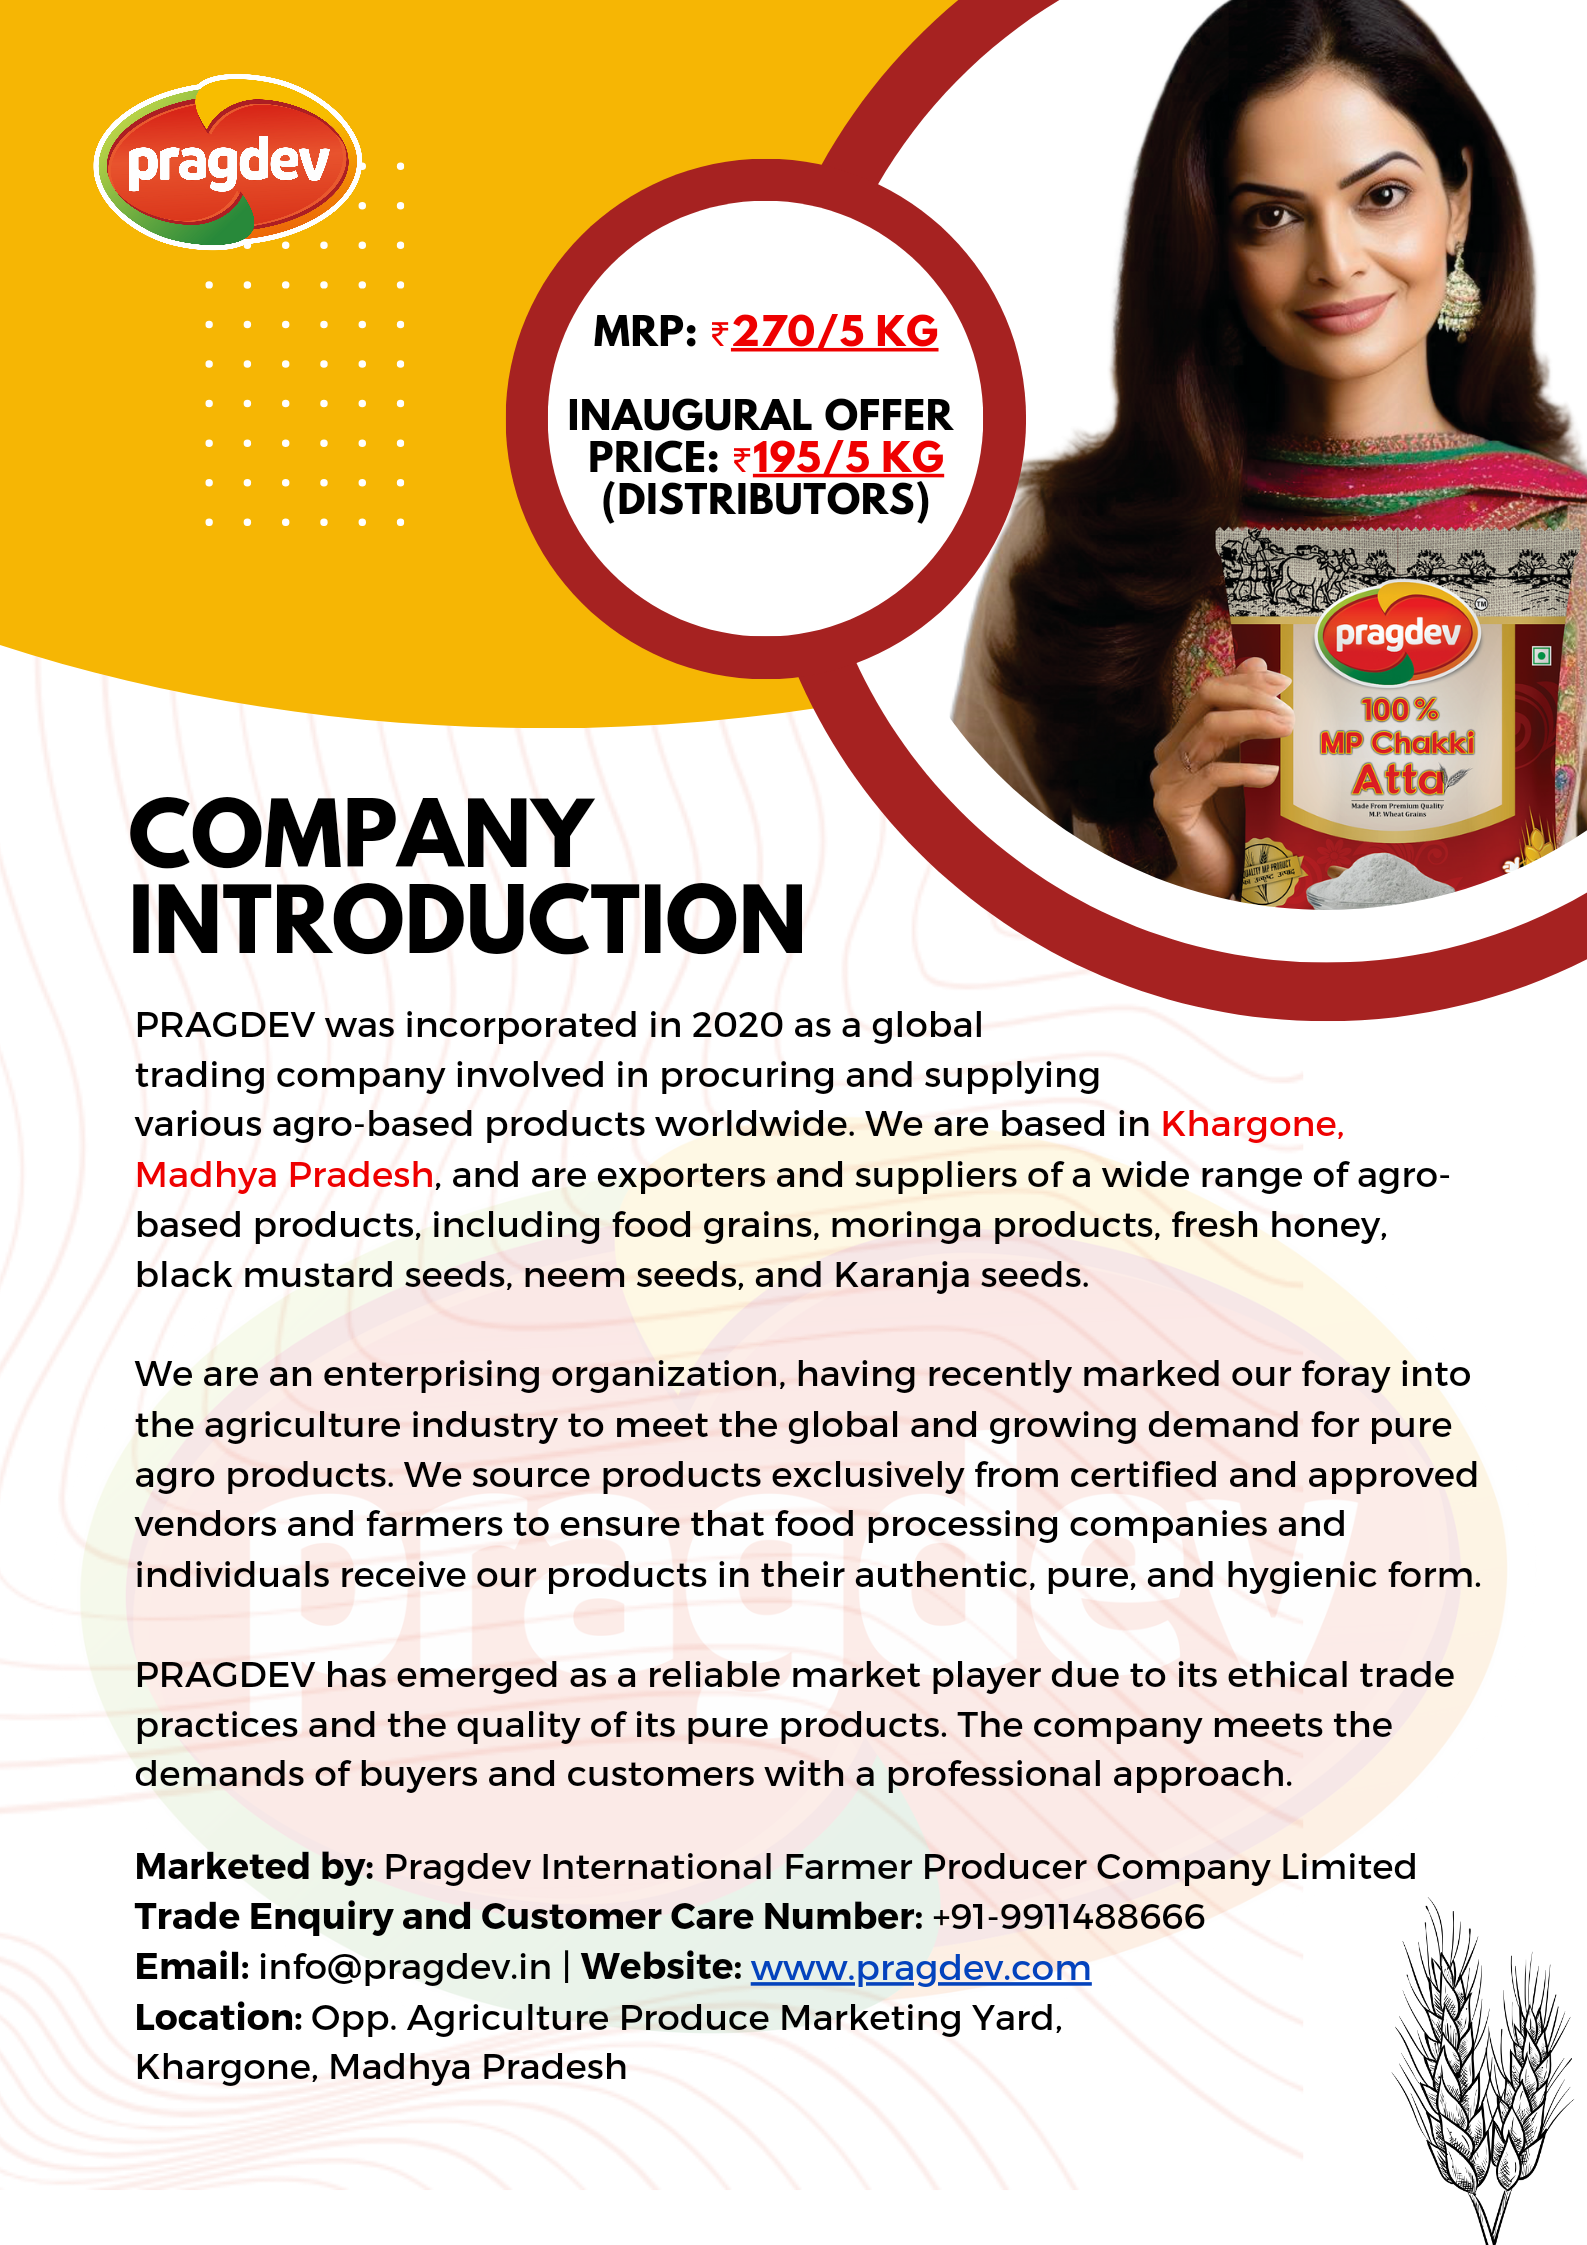 pragdev
MRP: ₹270/5 KG
INAUGURAL OFFER
PRICE: ₹195/5 KG
(DISTRIBUTORS)
pragdev
TM
100%
MP Chakki
Atta
Made From Premium Quality
M.P. Wheat Grains
COMPANY
INTRODUCTION
PRAGDEV was incorporated in 2020 as a global
trading company involved in procuring and supplying
various agro-based products worldwide. We are based in Khargone,
Madhya Pradesh, and are exporters and suppliers of a wide range of agro-
based products, including food grains, moringa products, fresh honey,
black mustard seeds, neem seeds, and Karanja seeds.
We are an enterprising organization, having recently marked our foray into
the agriculture industry to meet the global and growing demand for pure
agro products. We source products exclusively from certified and approved
vendors and farmers to ensure that food processing companies and
individuals receive our products in their authentic, pure, and hygienic form.
PRAGDEV has emerged as a reliable market player due to its ethical trade
practices and the quality of its pure products. The company meets the
demands of buyers and customers with a professional approach.
pragdev
Marketed by: Pragdev International Farmer Producer Company Limited
Trade Enquiry and Customer Care Number: +91-9911488666
Email: info@pragdev.in | Website: www.pragdev.com
Location: Opp. Agriculture Produce Marketing Yard,
Khargone, Madhya Pradesh